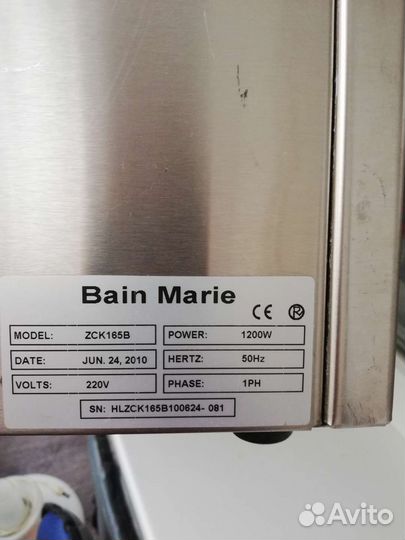 Bain Marie
CE ®
MODEL: ZCK165B POWER: 1200W
DATE: JUN. 24, 2010 HERTZ: 50Hz
VOLTS: 220V PHASE: 1PH
SN: HLZCK165B100624- 081
Avito